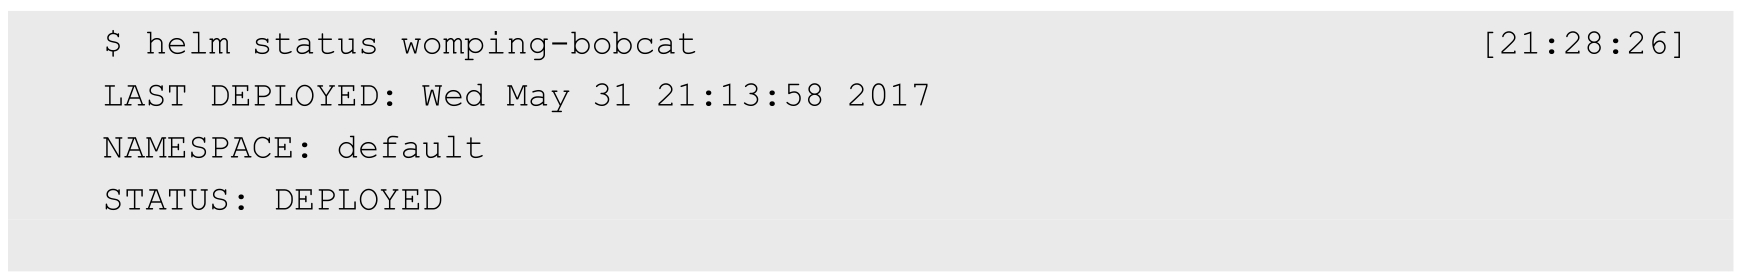 $ helm status womping-bobcat [21:28:26]
LAST DEPLOYED: Wed May 31 21:13:58 2017
NAMESPACE: default
STATUS: DEPLOYED